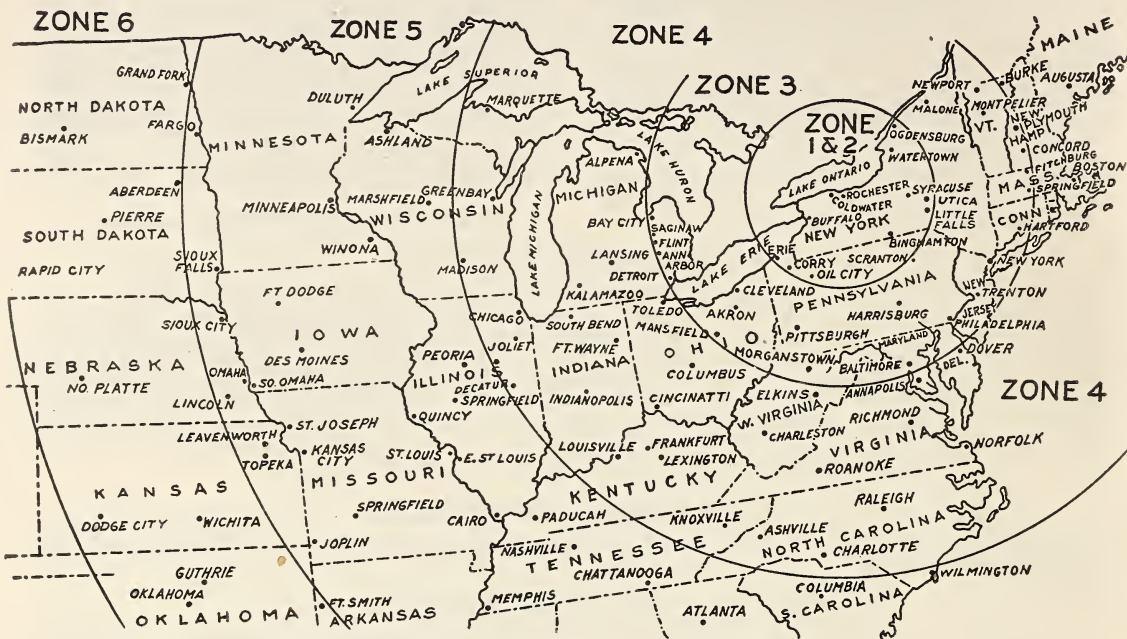 ZONE 6
ZONE 5
ZONE 4
ZONE 3
ZONE
1&2
ZONE 4
MAINE
GRAND FORK
NORTH DAKOTA
BISMARK
FARGO
MINNESOTA
DULUTH
LAKE SUPERIOR
MARQUETTE
ASHLAND
ABERDEEN
PIERRE
SOUTH DAKOTA
RAPID CITY
SIOUX
FALLS
MINNEAPOLIS
MARSHFIELD
GREENBAY
WISCONSIN
WINONA
MADISON
LAKE MICHIGAN
ALPENA
MICHIGAN
LAKE HURON
BAY CITY
SAGINAW
FLINT
ANN
ARBOR
LANSING
DETROIT
KALAMAZOO
LAKE ERIE
ERIE
LAKE ONTARIO
ROCHESTER
COLDWATER
BUFFALO
NEW YORK
SYRACUSE
UTICA
LITTLE
FALLS
BINGHAMTON
OGDENSBURG
WATERTOWN
NEWPORT
MALONE
BURKE
AUGUSTA
MONTPELIER
VT.
NEW
HAMP.
PLYMOUTH
CONCORD
FITCHBURG
MASS.
BOSTON
SPRINGFIELD
CONN.
HARTFORD
NEW YORK
CORRY
OIL CITY
SCRANTON
PENNSYLVANIA
HARRISBURG
PITTSBURGH
NEW
JERSEY
TRENTON
PHILADELPHIA
DOVER
DEL.
MARYLAND
BALTIMORE
ANNAPOLIS
CLEVELAND
AKRON
TOLEDO
MANSFIELD
OHIO
COLUMBUS
CINCINATTI
MORGANSTOWN
ELKINS
W. VIRGINIA
CHARLESTON
RICHMOND
VIRGINIA
NORFOLK
ROANOKE
FT DODGE
SIOUX CITY
IOWA
DES MOINES
NEBRASKA
NO. PLATTE
OMAHA
SO. OMAHA
LINCOLN
CHICAGO
JOLIET
PEORIA
ILLINOIS
DECATUR
SPRINGFIELD
QUINCY
SOUTH BEND
FT. WAYNE
INDIANA
INDIANOPOLIS
ST. JOSEPH
LEAVENWORTH
KANSAS
CITY
TOPEKA
ST. LOUIS
E. ST LOUIS
MISSOURI
SPRINGFIELD
JOPLIN
KANSAS
DODGE CITY
WICHITA
LOUISVILLE
FRANKFURT
LEXINGTON
KENTUCKY
CAIRO
PADUCAH
KNOXVILLE
NASHVILLE
TENNESSEE
CHATTANOOGA
MEMPHIS
ASHVILLE
RALEIGH
NORTH CAROLINA
CHARLOTTE
WILMINGTON
COLUMBIA
S. CAROLINA
ATLANTA
GUTHRIE
OKLAHOMA
OKLAHOMA
FT. SMITH
ARKANSAS